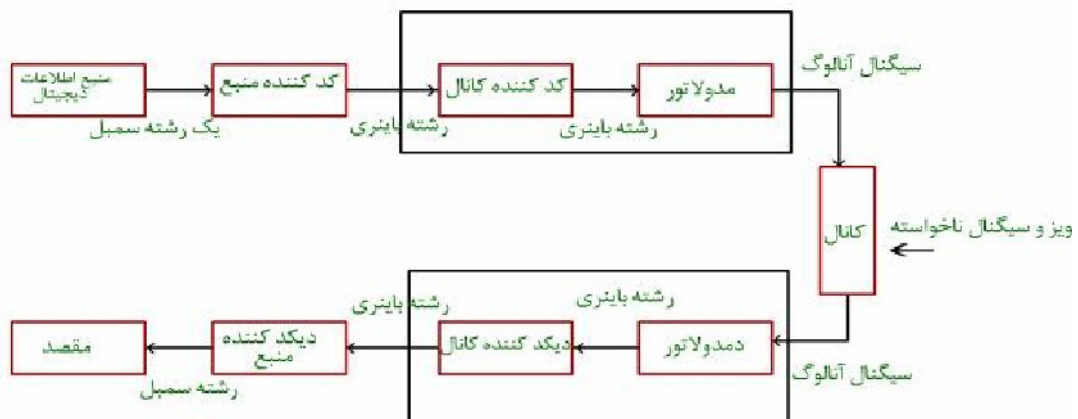 سیگنال آنالوگ
منبع اطلاعات
دیجیتال
کد کننده منبع
کد کننده کانال
مدولاتور
یک رشته سمبل
رشته باینری
رشته باینری
کانال
ویز و سیگنال ناخواسته
رشته باینری
رشته باینری
مقصد
دیکد کننده
منبع
دیکد کننده کانال
دمدولاتور
رشته سمبل
سیگنال آنالوگ